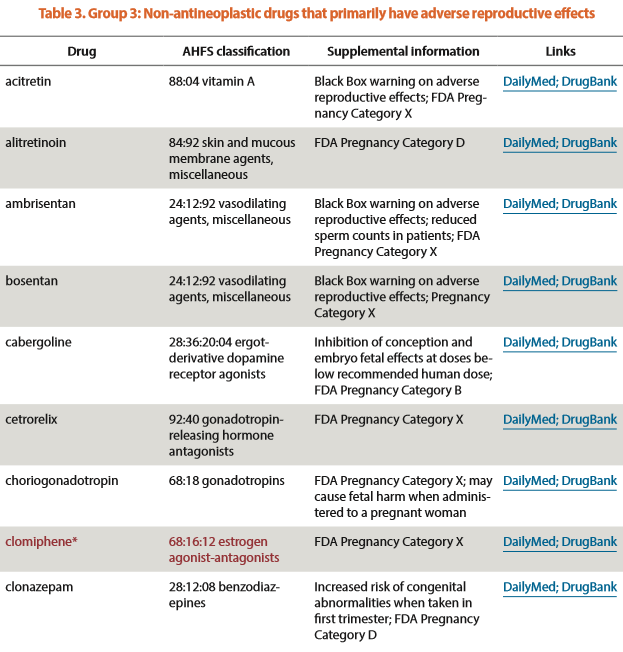 Table 3. Group 3: Non-antineoplastic drugs that primarily have adverse reproductive effects
Drug AHFS classification Supplemental information Links
acitretin 88:04 vitamin A Black Box warning on adverse DailyMed; DrugBank
reproductive effects; FDA Preg-
nancy Category X
alitretinoin 84:92 skin and mucous FDA Pregnancy Category D DailyMed; DrugBank
membrane agents,
miscellaneous
ambrisentan 24:12:92 vasodilating Black Box warning on adverse DailyMed; DrugBank
agents, miscellaneous reproductive effects; reduced
sperm counts in patients; FDA
Pregnancy Category X
bosentan 24:12:92 vasodilating Black Box warning on adverse DailyMed; DrugBank
agents, miscellaneous reproductive effects; Pregnancy
Category X
cabergoline 28:36:20:04 ergot- Inhibition of conception and DailyMed; DrugBank
derivative dopamine embryo fetal effects at doses be-
receptor agonists low recommended human dose;
FDA Pregnancy Category B
cetrorelix 92:40 gonadotropin- FDA Pregnancy Category X DailyMed; DrugBank
releasing hormone
antagonists
choriogonadotropin 68:18 gonadotropins FDA Pregnancy Category X; may DailyMed; DrugBank
cause fetal harm when adminis-
tered to a pregnant woman
clomiphene* 68:16:12 estrogen FDA Pregnancy Category X DailyMed; DrugBank
agonist-antagonists
clonazepam 28:12:08 benzodiaz- Increased risk of congenital DailyMed; DrugBank
epines abnormalities when taken in
first trimester; FDA Pregnancy
Category D